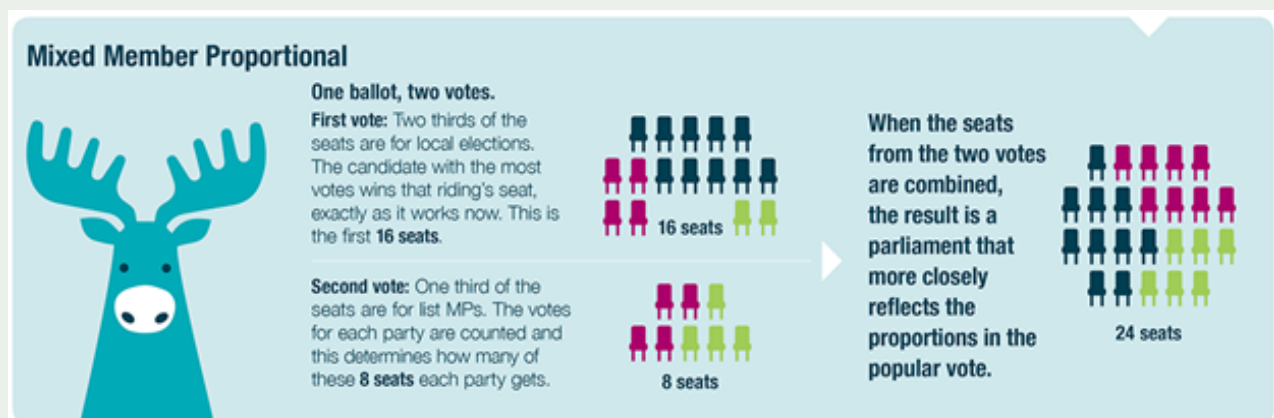 Mixed Member Proportional
One ballot, two votes.
First vote: Two thirds of the
seats are for local elections.
The candidate with the most
votes wins that riding's seat,
exactly as it works now. This is
the first 16 seats.
16 seats
Second vote: One third of the
seats are for list MPs. The votes
for each party are counted and
this determines how many of
these 8 seats each party gets.
8 seats
When the seats
from the two votes
are combined,
the result is a
parliament that
more closely
reflects the
proportions in the
popular vote.
24 seats